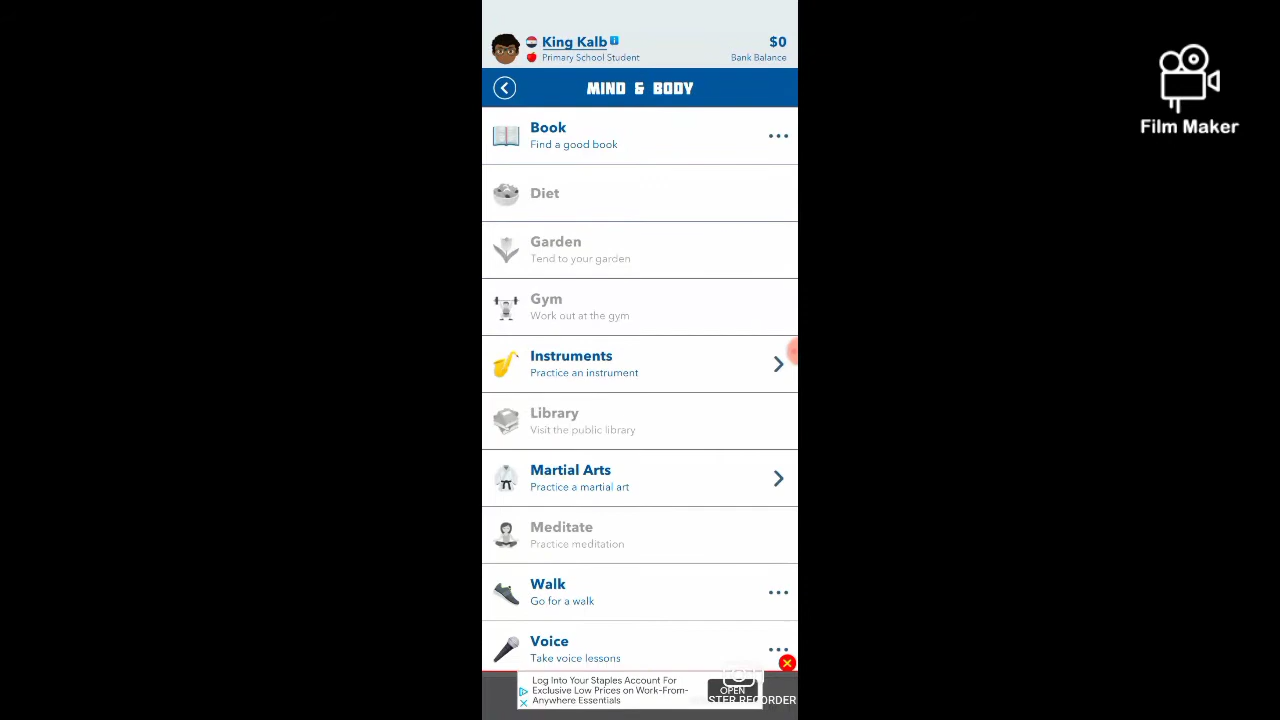 King Kalb
$0
Primary School Student
Bank Balance
MIND & BODY
Book
Find a good book
Diet
Garden
Tend to your garden
Gym
Work out at the gym
Instruments
Practice an instrument
Library
Visit the public library
Martial Arts
Practice a martial art
Meditate
Practice meditation
Walk
Go for a walk
Voice
Take voice lessons
Log Into Your Staples Account For
Exclusive Low Prices on Work-From-
Anywhere Essentials
OPEN
RECORDER
Film Maker